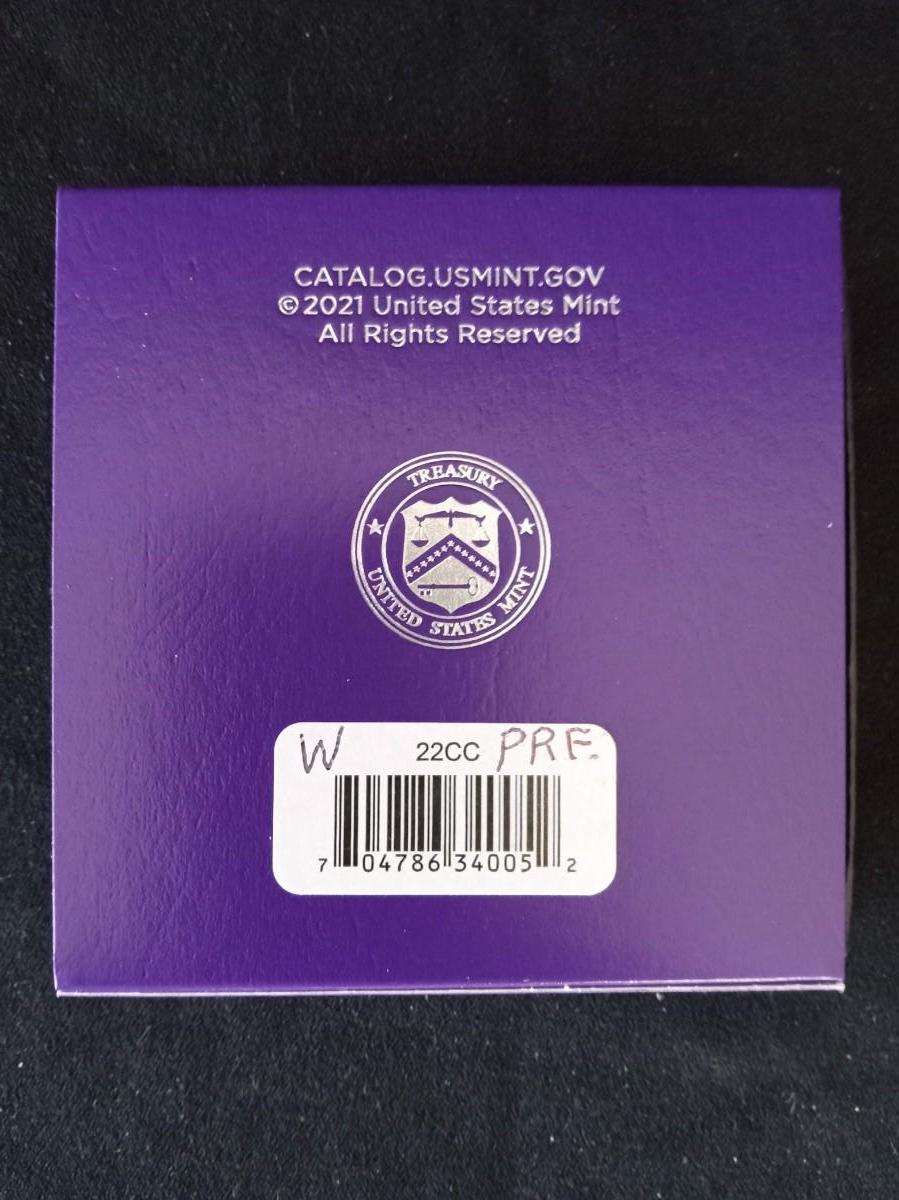 CATALOG.USMINT.GOV
©2021 United States Mint
All Rights Reserved
TREASURY
UNITED STATES MINT
W 22CC PRF.
7 04786 34005 2